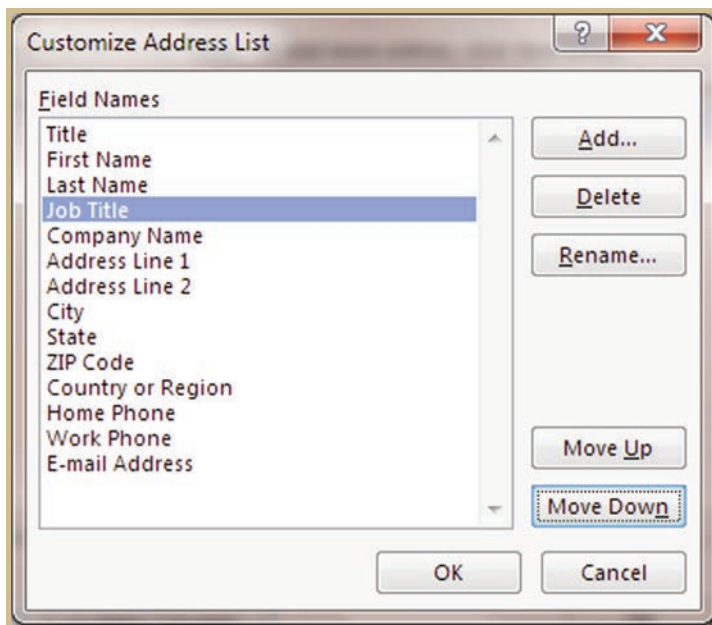 Customize Address List
Field Names
Title
First Name
Last Name
Job Title
Company Name
Address Line 1
Address Line 2
City
State
ZIP Code
Country or Region
Home Phone
Work Phone
E-mail Address
Add...
Delete
Rename...
Move Up
Move Down
OK
Cancel